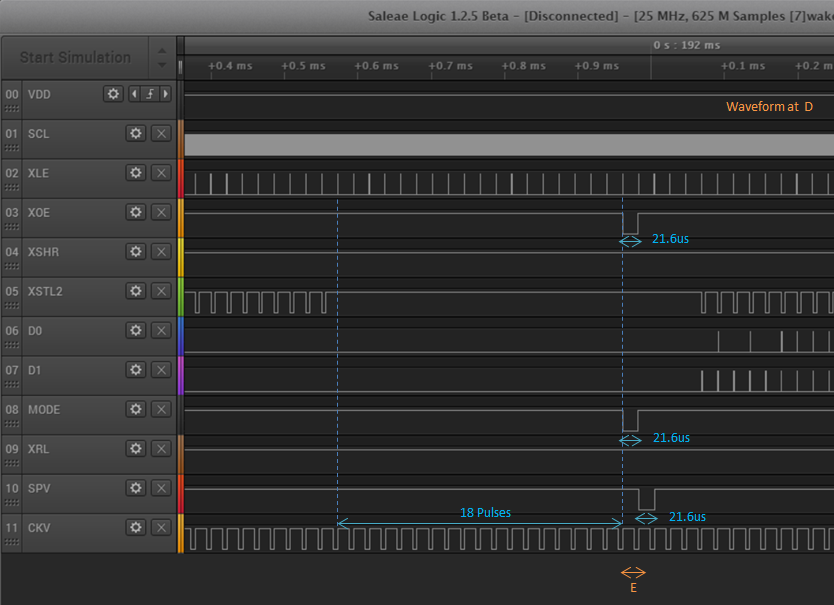 Saleae Logic 1.2.5 Beta - [Disconnected] - [25 MHz, 625 M Samples [7]wake
Start Simulation
0 s : 192 ms
+0.4 ms +0.5 ms +0.6 ms +0.7 ms +0.8 ms +0.9 ms +0.1 ms +0.2 m
00 VDD
Waveform at D
01 SCL
02 XLE
03 XOE
21.6us
04 XSHR
05 XSTL2
06 D0
07 D1
08 MODE
21.6us
09 XRL
10 SPV
18 Pulses
21.6us
11 CKV
E